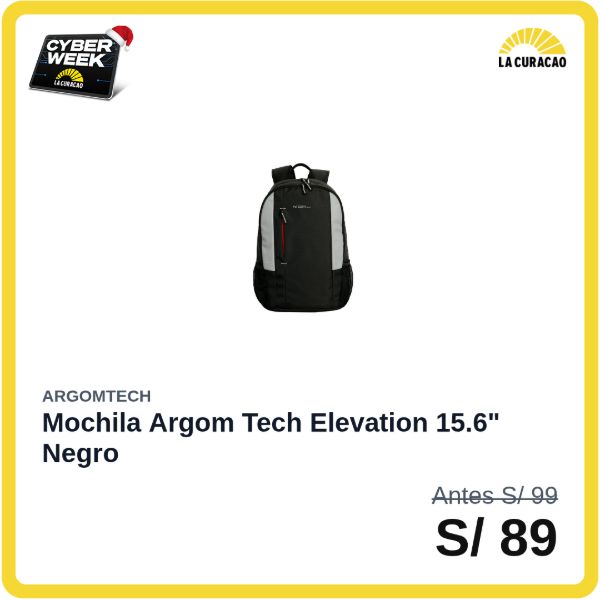 CYBER
WEEK
LA CURACAO
LA CURACAO
ARGOMTECH
Mochila Argom Tech Elevation 15.6"
Negro
Antes S/ 99
S/ 89